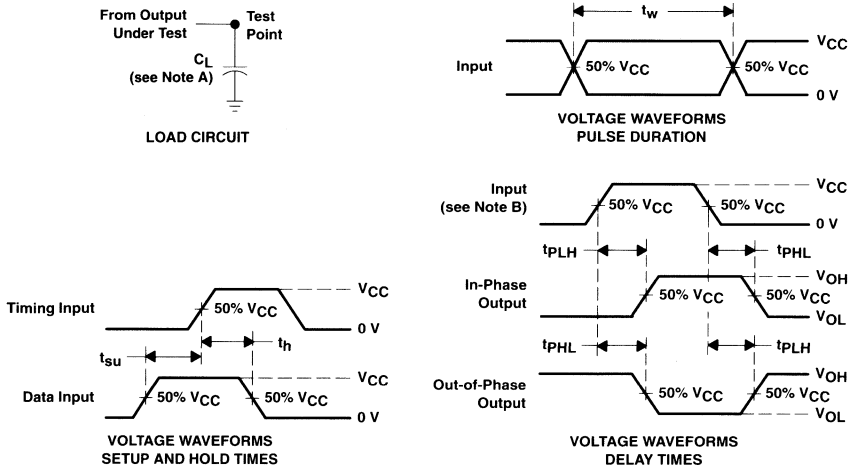 From Output
Under Test
Test
Point
CL
(see Note A)
LOAD CIRCUIT
tw
Input
VCC
50% VCC
50% VCC
0 V
VOLTAGE WAVEFORMS
PULSE DURATION
Timing Input
VCC
50% VCC
0 V
th
tsu
Data Input
VCC
50% VCC
50% VCC
0 V
VOLTAGE WAVEFORMS
SETUP AND HOLD TIMES
Input
(see Note B)
VCC
50% VCC
50% VCC
0 V
tPLH
tPHL
In-Phase
Output
VOH
50% VCC
50% VCC
VOL
tPHL
tPLH
Out-of-Phase
Output
VOH
50% VCC
50% VCC
VOL
VOLTAGE WAVEFORMS
DELAY TIMES